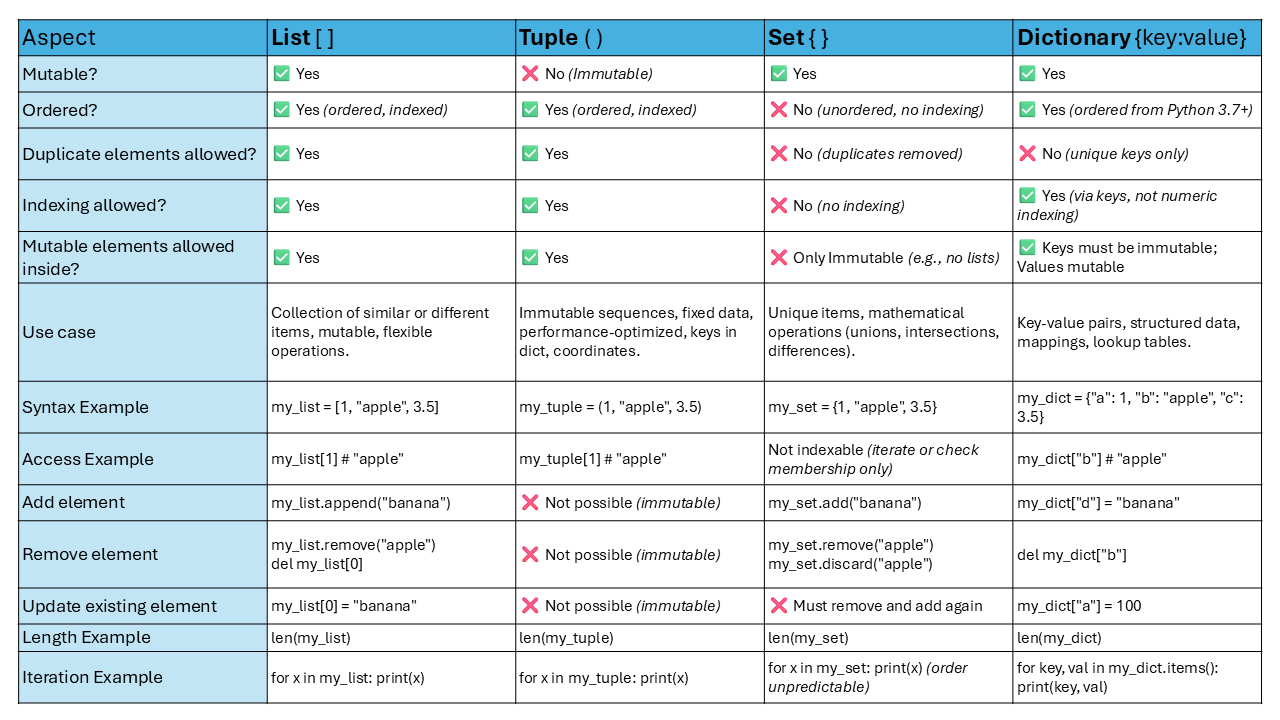 Aspect
List [ ]
Tuple ( )
Set { }
Dictionary {key:value}
Mutable?
✅ Yes
❌ No (Immutable)
✅ Yes
✅ Yes
Ordered?
✅ Yes (ordered, indexed)
✅ Yes (ordered, indexed)
❌ No (unordered, no indexing)
✅ Yes (ordered from Python 3.7+)
Duplicate elements allowed?
✅ Yes
✅ Yes
❌ No (duplicates removed)
❌ No (unique keys only)
Indexing allowed?
✅ Yes
✅ Yes
❌ No (no indexing)
✅ Yes (via keys, not numeric
indexing)
Mutable elements allowed
inside?
✅ Yes
✅ Yes
❌ Only Immutable (e.g., no lists)
✅ Keys must be immutable;
Values mutable
Use case
Collection of similar or different
items, mutable, flexible
operations.
Immutable sequences, fixed data,
performance-optimized, keys in
dict, coordinates.
Unique items, mathematical
operations (unions, intersections,
differences).
Key-value pairs, structured data,
mappings, lookup tables.
Syntax Example
my_list = [1, "apple", 3.5]
my_tuple = (1, "apple", 3.5)
my_set = {1, "apple", 3.5}
my_dict = {"a": 1, "b": "apple", "c":
3.5}
Access Example
my_list[1] # "apple"
my_tuple[1] # "apple"
Not indexable (iterate or check
membership only)
my_dict["b"] # "apple"
Add element
my_list.append("banana")
❌ Not possible (immutable)
my_set.add("banana")
my_dict["d"] = "banana"
Remove element
my_list.remove("apple")
del my_list[0]
❌ Not possible (immutable)
my_set.remove("apple")
my_set.discard("apple")
del my_dict["b"]
Update existing element
my_list[0] = "banana"
❌ Not possible (immutable)
❌ Must remove and add again
my_dict["a"] = 100
Length Example
len(my_list)
len(my_tuple)
len(my_set)
len(my_dict)
Iteration Example
for x in my_list: print(x)
for x in my_tuple: print(x)
for x in my_set: print(x) (order
unpredictable)
for key, val in my_dict.items():
print(key, val)